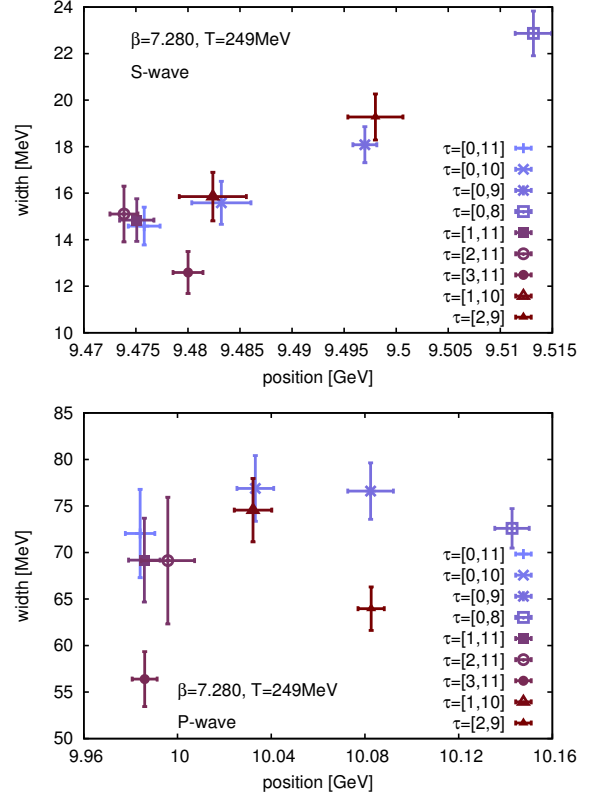 24
22
20
18
16
14
12
10
width [MeV]
β=7.280, T=249MeV
S-wave
τ=[0,11]
τ=[0,10]
τ=[0,9]
τ=[0,8]
τ=[1,11]
τ=[2,11]
τ=[3,11]
τ=[1,10]
τ=[2,9]
9.47 9.475 9.48 9.485 9.49 9.495 9.5 9.505 9.51 9.515
position [GeV]
85
80
75
70
65
60
55
50
width [MeV]
τ=[0,11]
τ=[0,10]
τ=[0,9]
τ=[0,8]
τ=[1,11]
τ=[2,11]
τ=[3,11]
τ=[1,10]
τ=[2,9]
β=7.280, T=249MeV
P-wave
9.96 10 10.04 10.08 10.12 10.16
position [GeV]